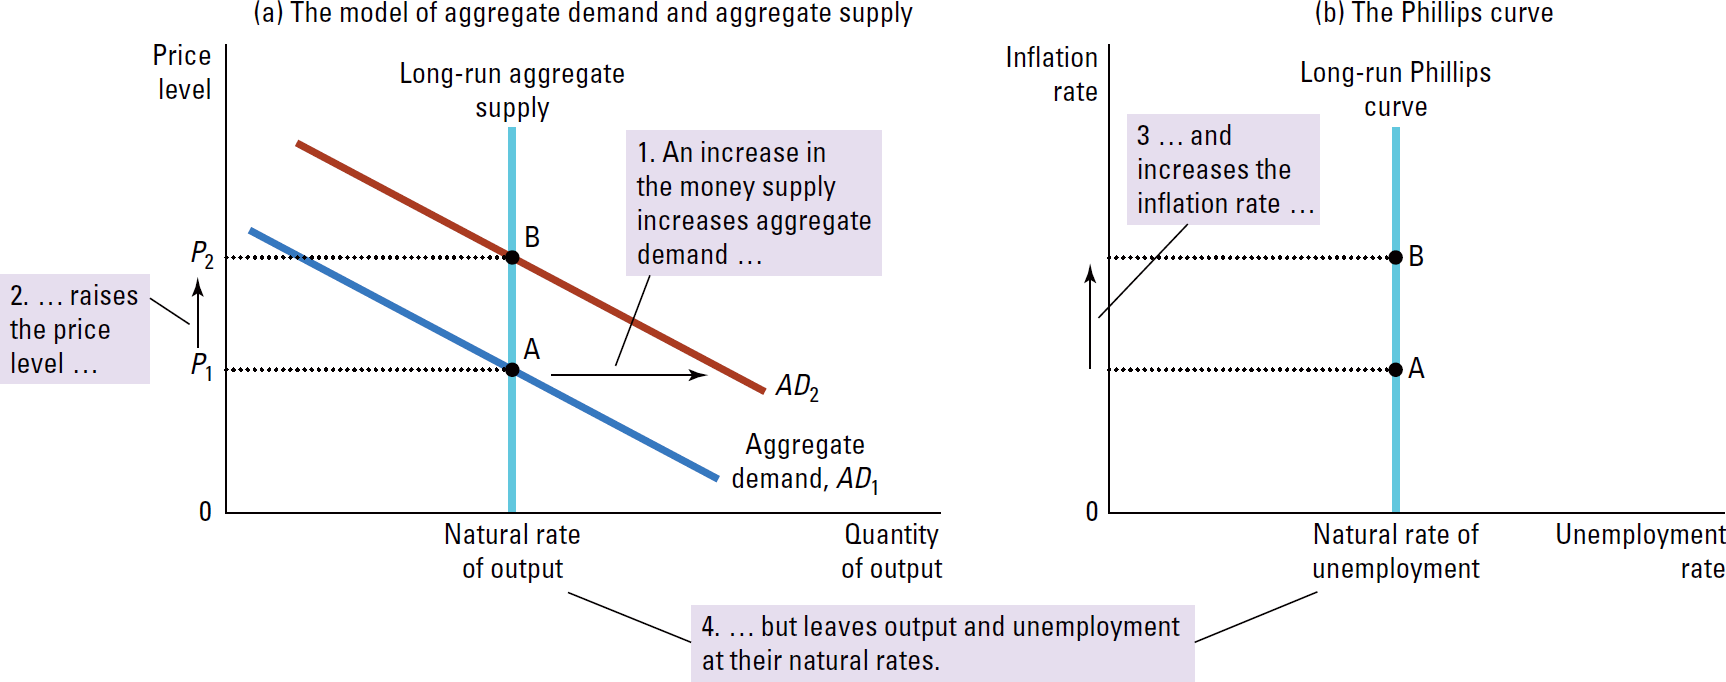 (a) The model of aggregate demand and aggregate supply
Price
level
Long-run aggregate
supply
1. An increase in
the money supply
increases aggregate
demand …
B
P2
2. … raises
the price
level …
A
P1
AD2
Aggregate
demand, AD1
0
Natural rate
of output
Quantity
of output
(b) The Phillips curve
Inflation
rate
Long-run Phillips
curve
3 … and
increases the
inflation rate …
B
A
0
Natural rate of
unemployment
Unemployment
rate
4. … but leaves output and unemployment
at their natural rates.